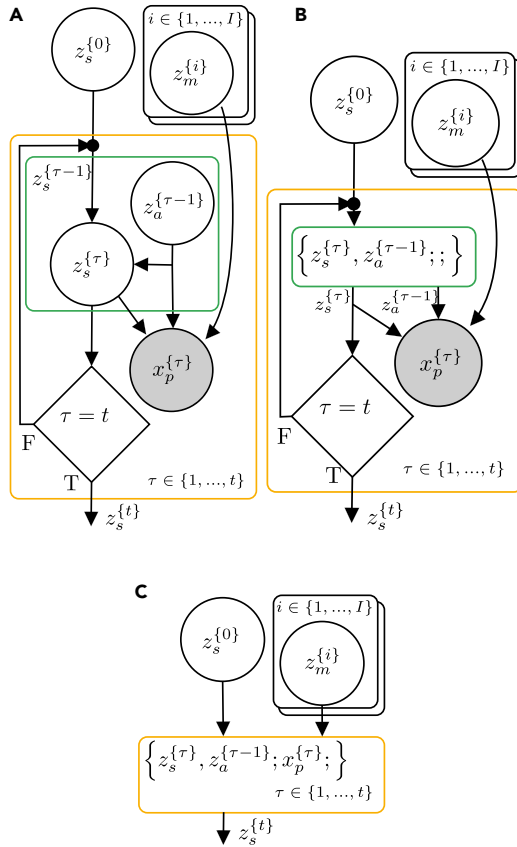 A
z_s^{0}
i ∈ {1, ..., I}
z_m^{i}
z_s^{τ−1}
z_a^{τ−1}
z_s^{τ}
x_p^{τ}
τ = t
F
T
τ ∈ {1, ..., t}
z_s^{t}
B
z_s^{0}
i ∈ {1, ..., I}
z_m^{i}
{z_s^{τ}, z_a^{τ−1}; ; }
z_s^{τ}
z_a^{τ−1}
x_p^{τ}
τ = t
F
T
τ ∈ {1, ..., t}
z_s^{t}
C
z_s^{0}
i ∈ {1, ..., I}
z_m^{i}
{z_s^{τ}, z_a^{τ−1}; x_p^{τ}; }
τ ∈ {1, ..., t}
z_s^{t}